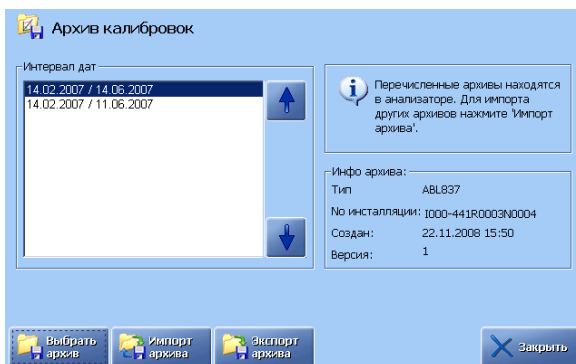 Архив калибровок
Интервал дат
14.02.2007 / 14.06.2007
14.02.2007 / 11.06.2007
Перечисленные архивы находятся
в анализаторе. Для импорта
других архивов нажмите 'Импорт
архива'.
Инфо архива:
Тип ABL837
No инсталляции: I000-441R0003N0004
Создан: 22.11.2008 15:50
Версия: 1
Выбрать архив
Импорт архива
Экспорт архива
Закрыть